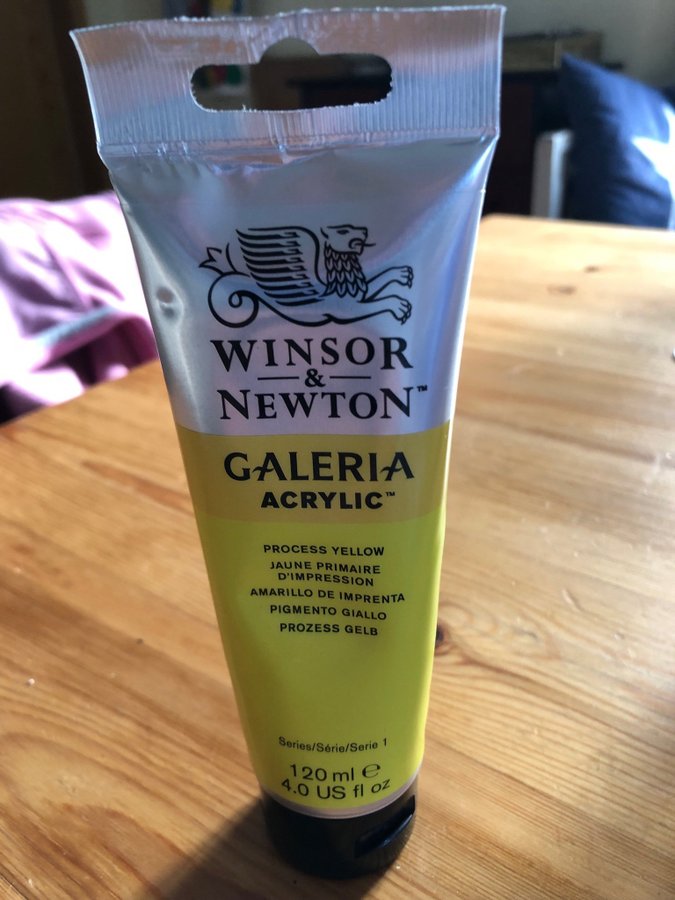 WINSOR
&
NEWTON™
GALERIA
ACRYLIC™
PROCESS YELLOW
JAUNE PRIMAIRE
D'IMPRESSION
AMARILLO DE IMPRENTA
PIGMENTO GIALLO
PROZESS GELB
Series/Série/Serie 1
120 ml ℮
4.0 US fl oz